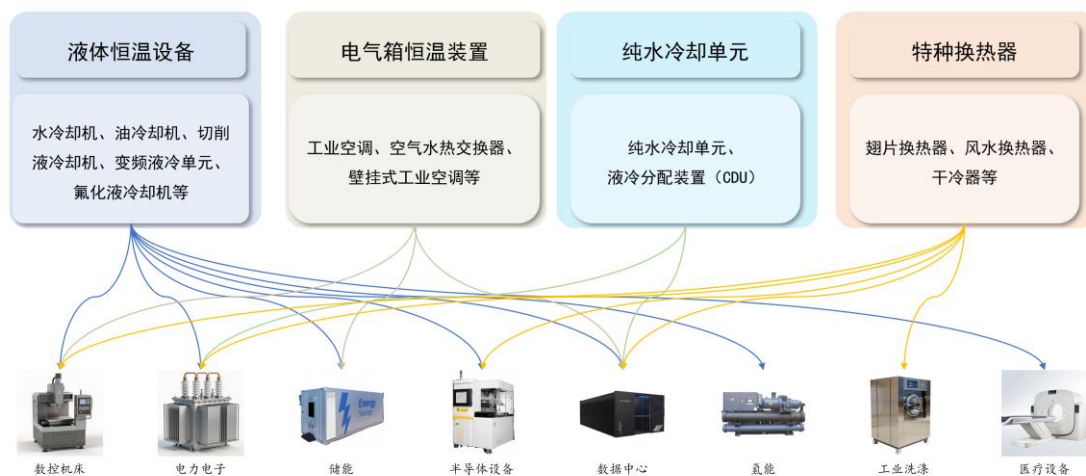 液体恒温设备
电气箱恒温装置
纯水冷却单元
特种换热器
水冷却机、油冷却机、切削
液冷却机、变频液冷单元、
氟化液冷却机等
工业空调、空气水热交换器、
壁挂式工业空调等
纯水冷却单元、
液冷分配装置（CDU）
翅片换热器、风水换热器、
干冷器等
Energy
Storage
数控机床
电力电子
储能
半导体设备
数据中心
氢能
工业洗涤
医疗设备